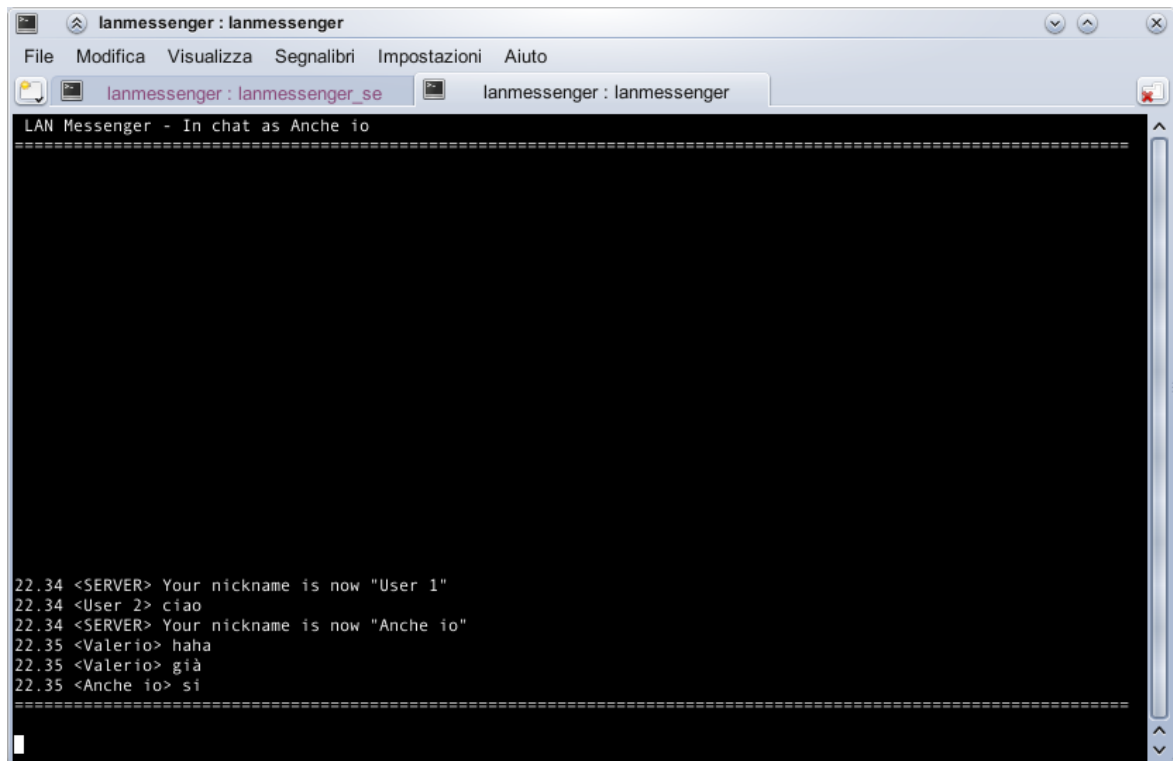 lanmessenger : lanmessenger
File Modifica Visualizza Segnalibri Impostazioni Aiuto
lanmessenger : lanmessenger_se lanmessenger : lanmessenger
LAN Messenger - In chat as Anche io
22.34 <SERVER> Your nickname is now "User 1"
22.34 <User 2> ciao
22.34 <SERVER> Your nickname is now "Anche io"
22.35 <Valerio> haha
22.35 <Valerio> già
22.35 <Anche io> si